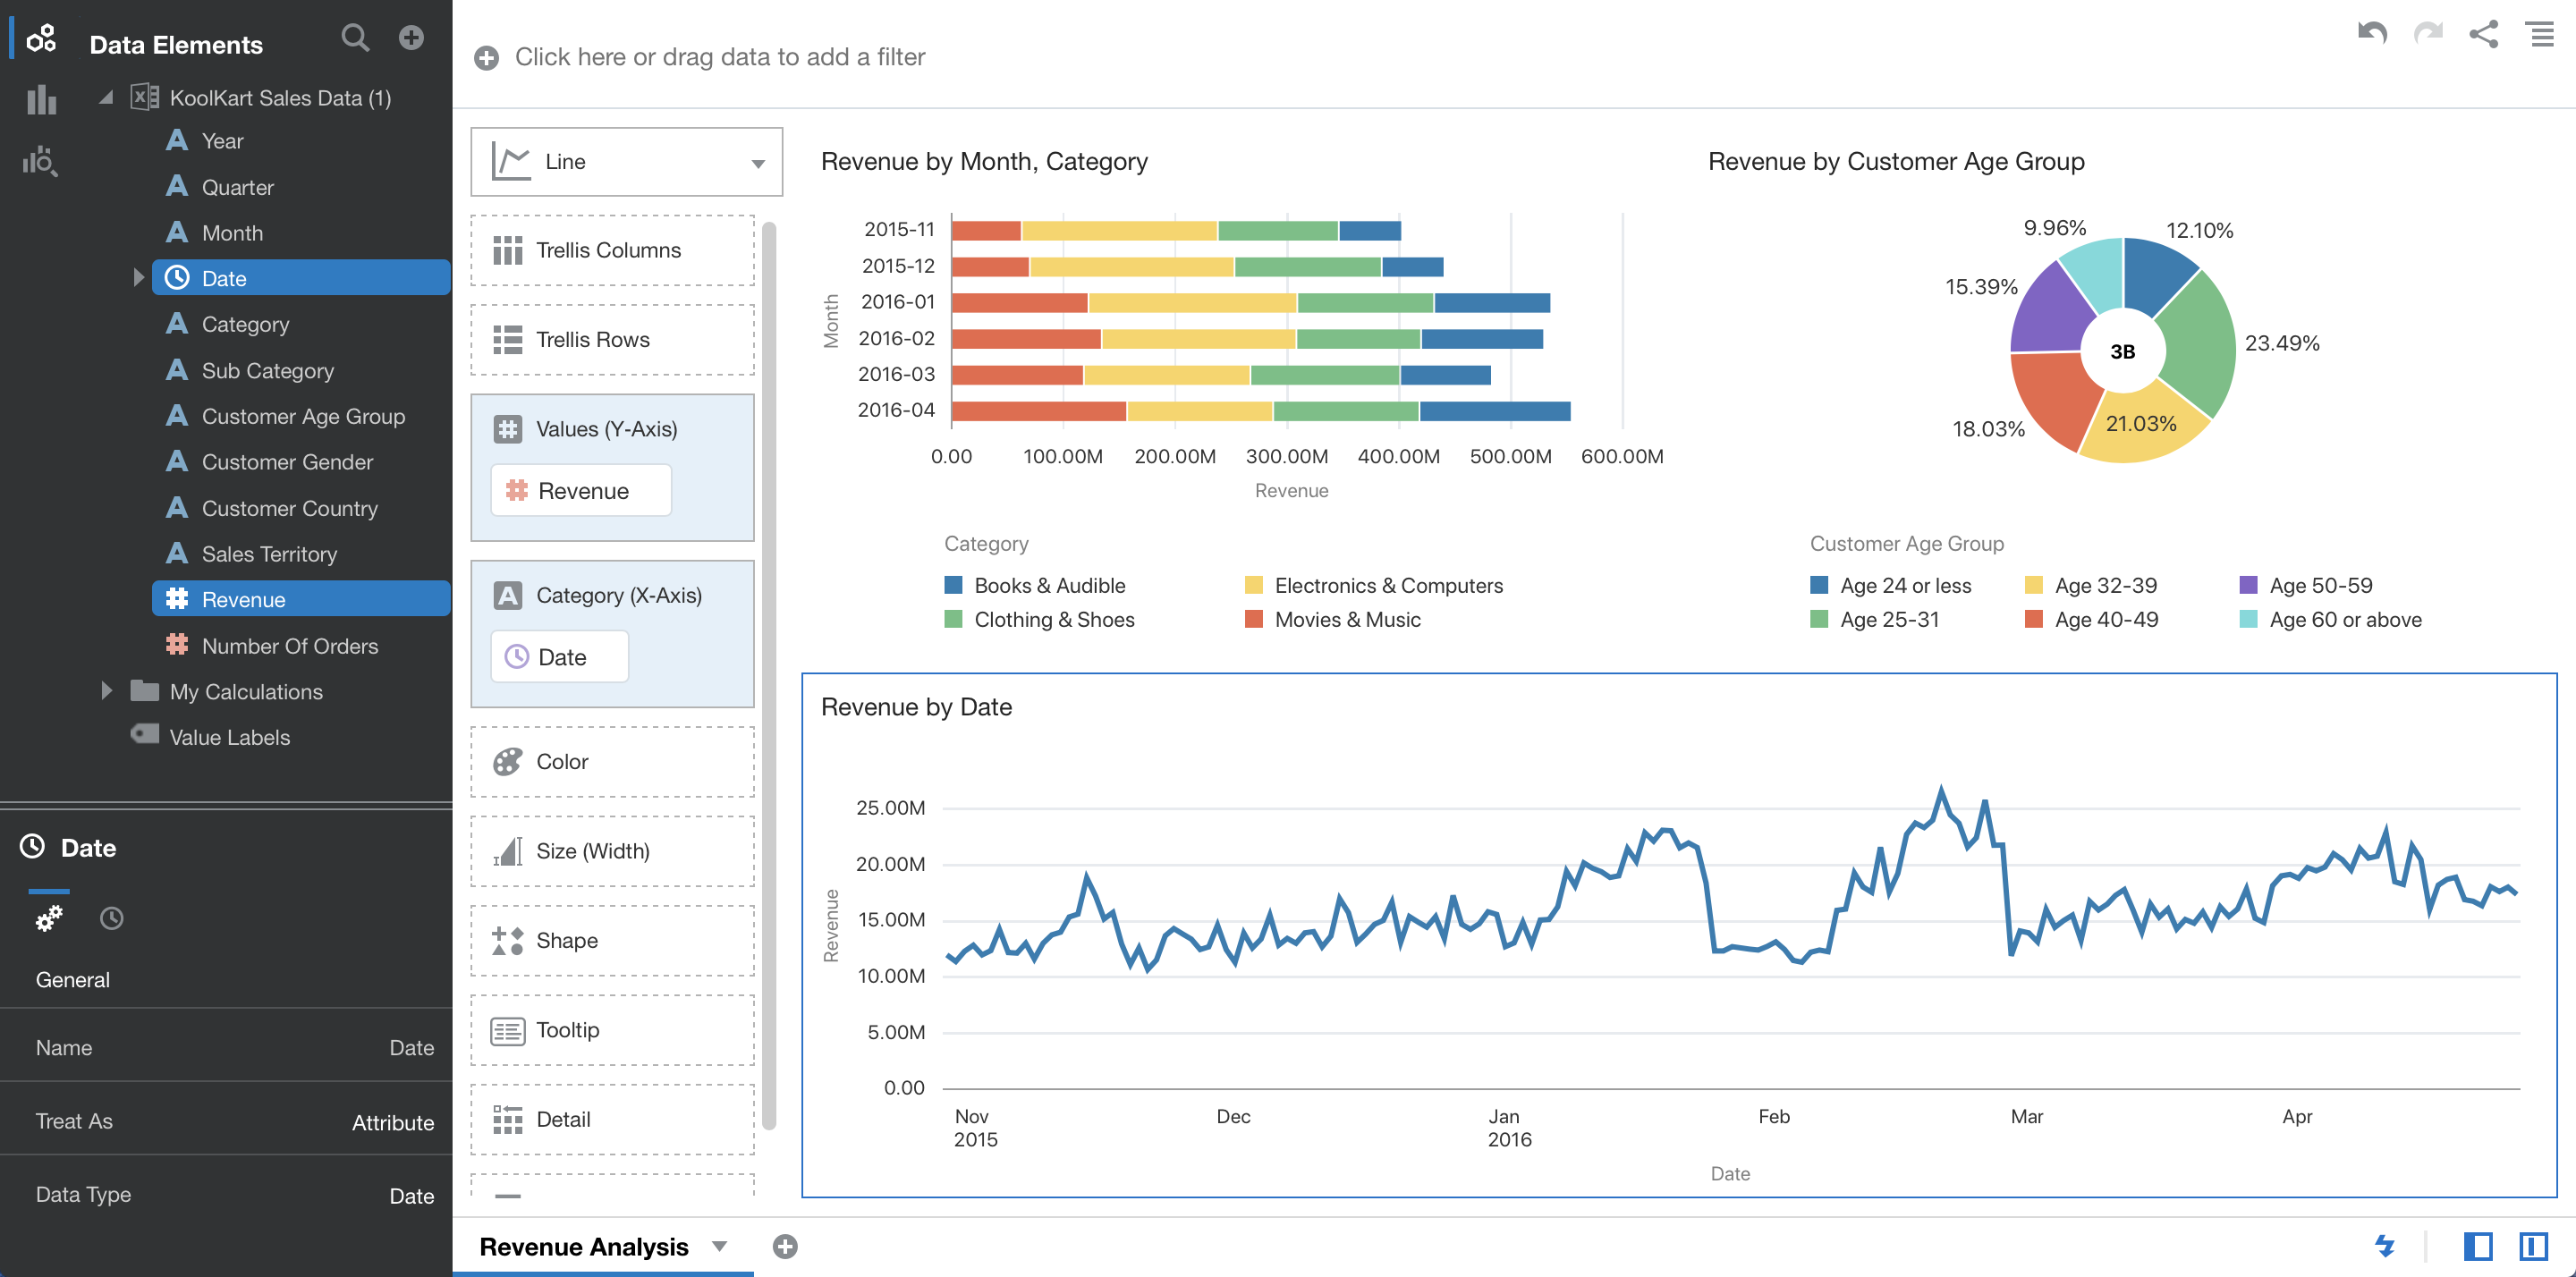 Data Elements
KoolKart Sales Data (1)
Year
Quarter
Month
Date
Category
Sub Category
Customer Age Group
Customer Gender
Customer Country
Sales Territory
Revenue
Number Of Orders
My Calculations
Value Labels
Date
General
Name Date
Treat As Attribute
Data Type Date
Click here or drag data to add a filter
Line
Trellis Columns
Trellis Rows
Values (Y-Axis)
Revenue
Category (X-Axis)
Date
Color
Size (Width)
Shape
Tooltip
Detail
Revenue by Month, Category
Month
2015-11
2015-12
2016-01
2016-02
2016-03
2016-04
0.00 100.00M 200.00M 300.00M 400.00M 500.00M 600.00M
Revenue
Category
Books & Audible Electronics & Computers
Clothing & Shoes Movies & Music
Revenue by Customer Age Group
9.96% 12.10%
15.39%
23.49%
3B
21.03%
18.03%
Customer Age Group
Age 24 or less Age 32-39 Age 50-59
Age 25-31 Age 40-49 Age 60 or above
Revenue by Date
Revenue
25.00M
20.00M
15.00M
10.00M
5.00M
0.00
Nov Dec Jan Feb Mar Apr
2015 2016
Date
Revenue Analysis